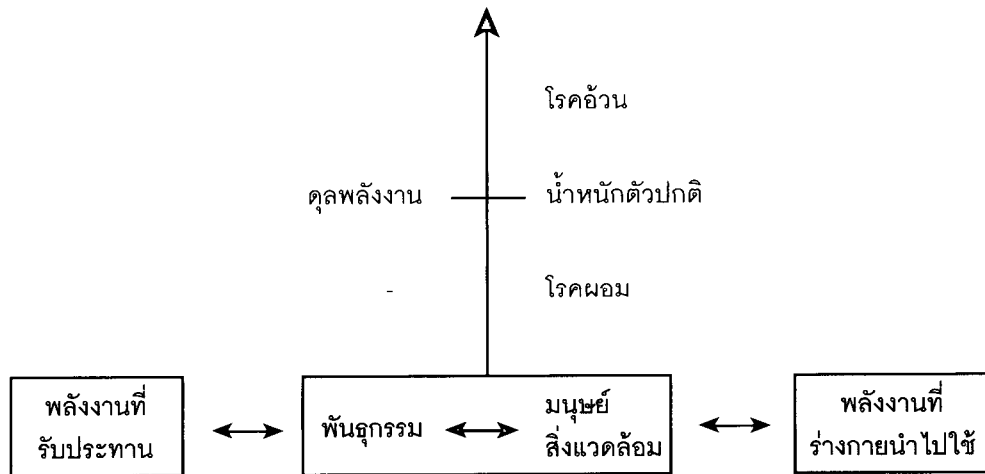 โรคอ้วน
ดุลพลังงาน น้ำหนักตัวปกติ
- โรคผอม
พลังงานที่
รับประทาน
พันธุกรรม
มนุษย์
สิ่งแวดล้อม
พลังงานที่
ร่างกายนำไปใช้